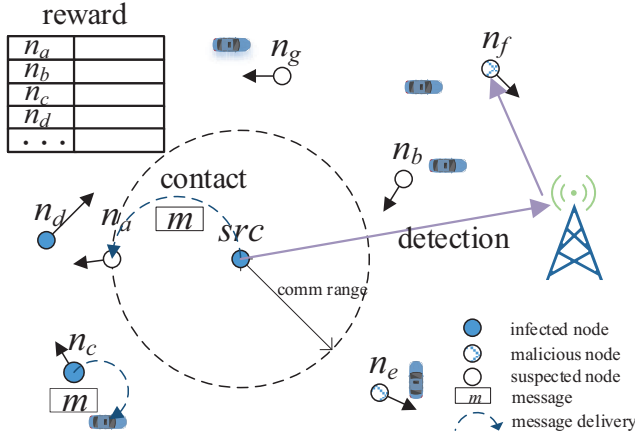 reward
n_a
n_b
n_c
n_d
. . .
n_g
n_f
n_b
contact
m
n_d
n_a
src
detection
comm range
n_c
m
n_e
infected node
malicious node
suspected node
m message
message delivery